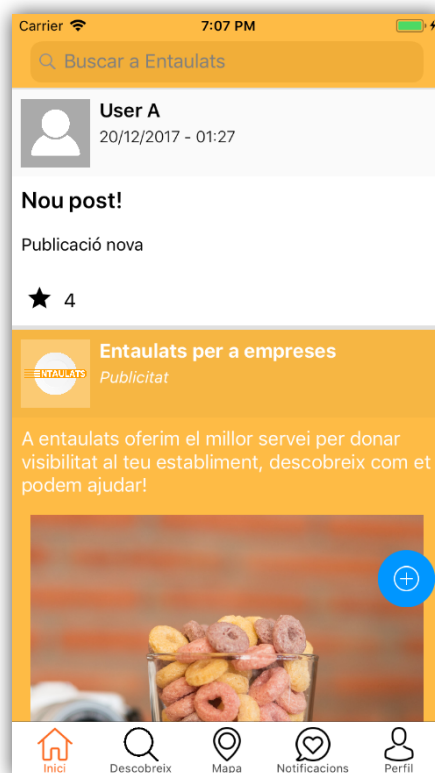 Carrier 7:07 PM
Buscar a Entaulats
User A
20/12/2017 - 01:27
Nou post!
Publicació nova
4
Entaulats per a empreses
ENTAULATS
Publicitat
A entaulats oferim el millor servei per donar
visibilitat al teu establiment, descobreix com et
podem ajudar!
Inici Descobreix Mapa Notificacions Perfil